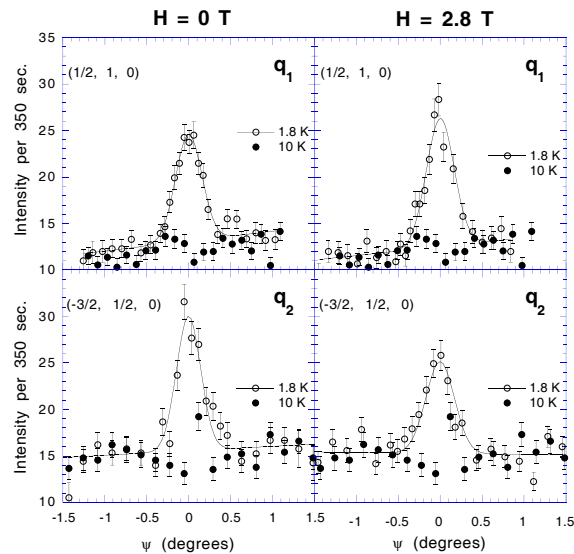 H = 0 T H = 2.8 T
35
30
25
20
15
10
Intensity per 350 sec.
(1/2, 1, 0) q1
1.8 K
10 K
(1/2, 1, 0) q1
1.8 K
10 K
30
25
20
15
10
Intensity per 350 sec.
(-3/2, 1/2, 0) q2
1.8 K
10 K
(-3/2, 1/2, 0) q2
1.8 K
10 K
-1.5 -1 -0.5 0 0.5 1 -1.5 -1 -0.5 0 0.5 1 1.5
ψ (degrees) ψ (degrees)